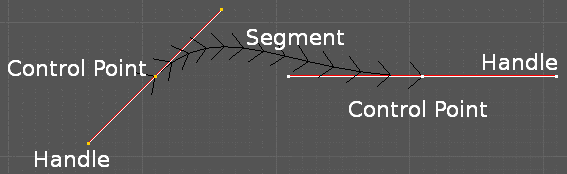 Segment
Handle
Control Point
Control Point
Handle